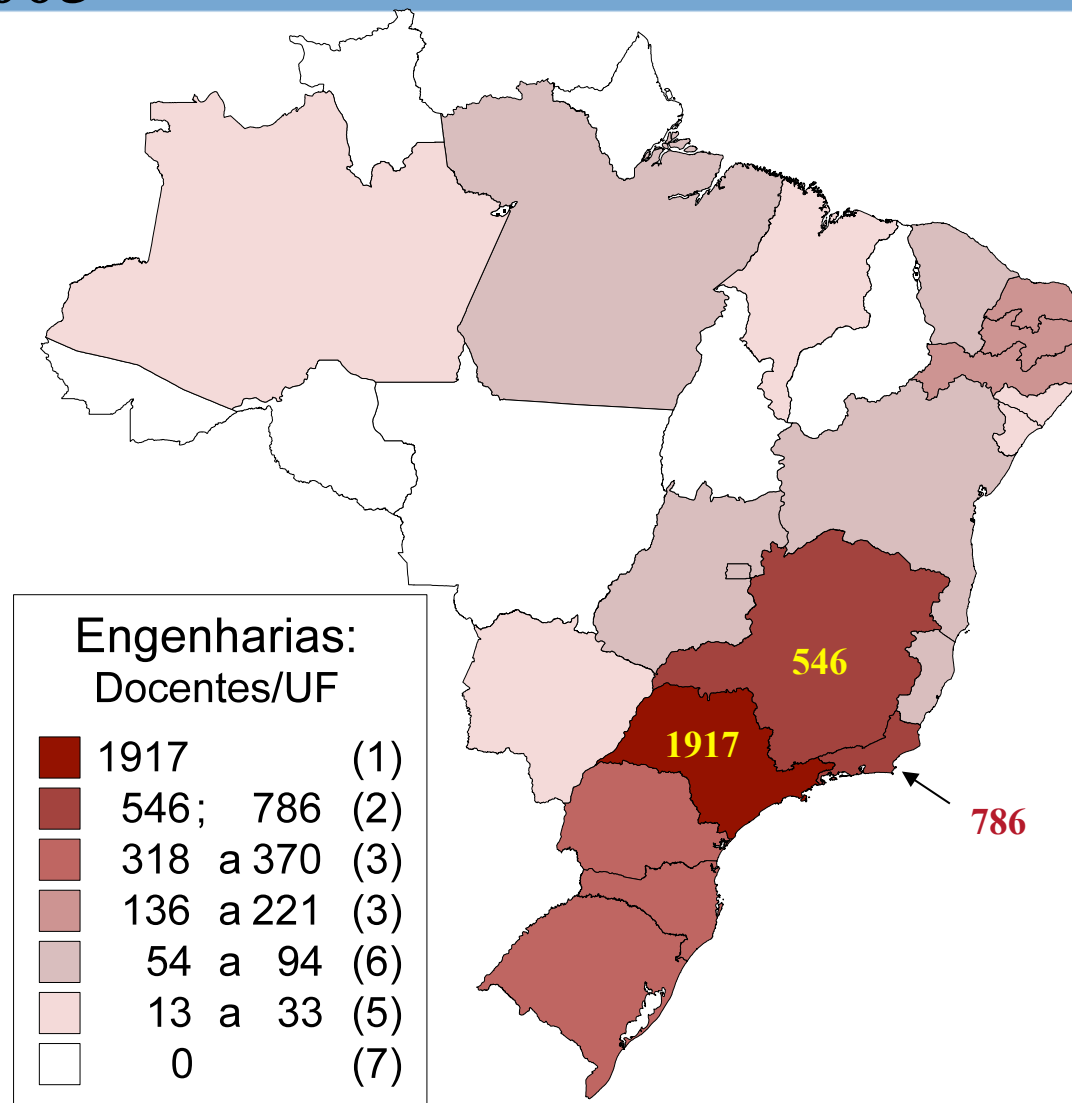 546
1917
786
Engenharias:
Docentes/UF
1917 (1)
546; 786 (2)
318 a 370 (3)
136 a 221 (3)
54 a 94 (6)
13 a 33 (5)
0 (7)